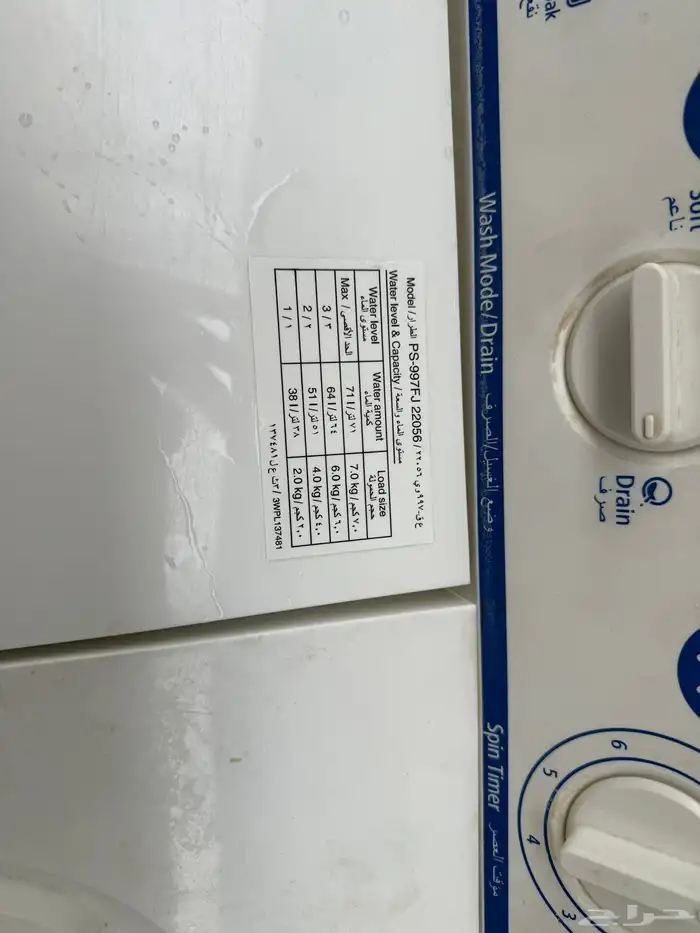 نقع
Soft
ناعم
Wash Mode/Drain وضع الغسيل/الصرف
Drain
صرف
Model / الطراز PS-997FJ 22056 / ٢٢٠٥٦ ع ق-٩٩٧ ف ي
Water level & Capacity / مستوى الماء والسعة
Water level مستوى الماء Water amount كمية الماء Load size حجم الحمولة
Max / الحد الأقصى 71 l / ٧١ لتر 7.0 kg / ٧,٠ كجم
3 / ٣ 64 l / ٦٤ لتر 6.0 kg / ٦,٠ كجم
2 / ٢ 51 l / ٥١ لتر 4.0 kg / ٤,٠ كجم
1 / ١ 38 l / ٣٨ لتر 2.0 kg / ٢,٠ كجم
3WPL137481
Spin Timer مؤقت العصر
6
5
4
3
حراج